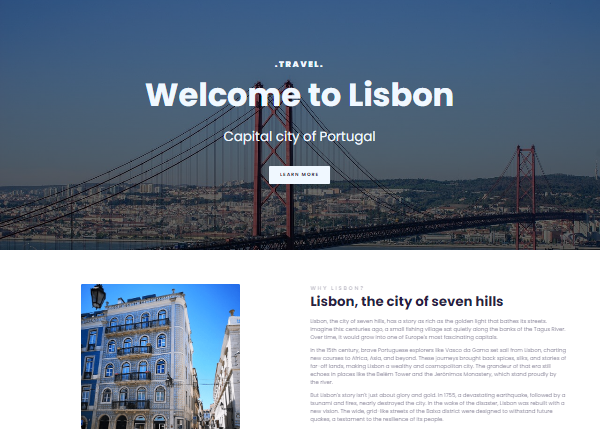 .TRAVEL.
Welcome to Lisbon
Capital city of Portugal
LEARN MORE
WHY LISBON?
Lisbon, the city of seven hills
Lisbon, the city of seven hills, has a story as rich as the golden light that bathes its streets.
Imagine this: centuries ago, a small fishing village sat quietly along the banks of the Tagus River.
Over time, it would grow into one of Europe's most fascinating capitals.
In the 15th century, brave Portuguese explorers like Vasco da Gama set sail from Lisbon, charting
new courses to Africa, Asia, and beyond. These journeys brought back spices, silks, and stories of
far-off lands, making Lisbon a wealthy and cosmopolitan city. The grandeur of that era still
echoes in places like the Belém Tower and the Jerónimos Monastery, which stand proudly by
the river.
But Lisbon's story isn't just about glory and gold. In 1755, a devastating earthquake, followed by a
tsunami and fires, nearly destroyed the city. In the wake of the disaster, Lisbon was rebuilt with a
new vision. The wide, grid-like streets of the Baixa district were designed to withstand future
quakes, a testament to the resilience of its people.